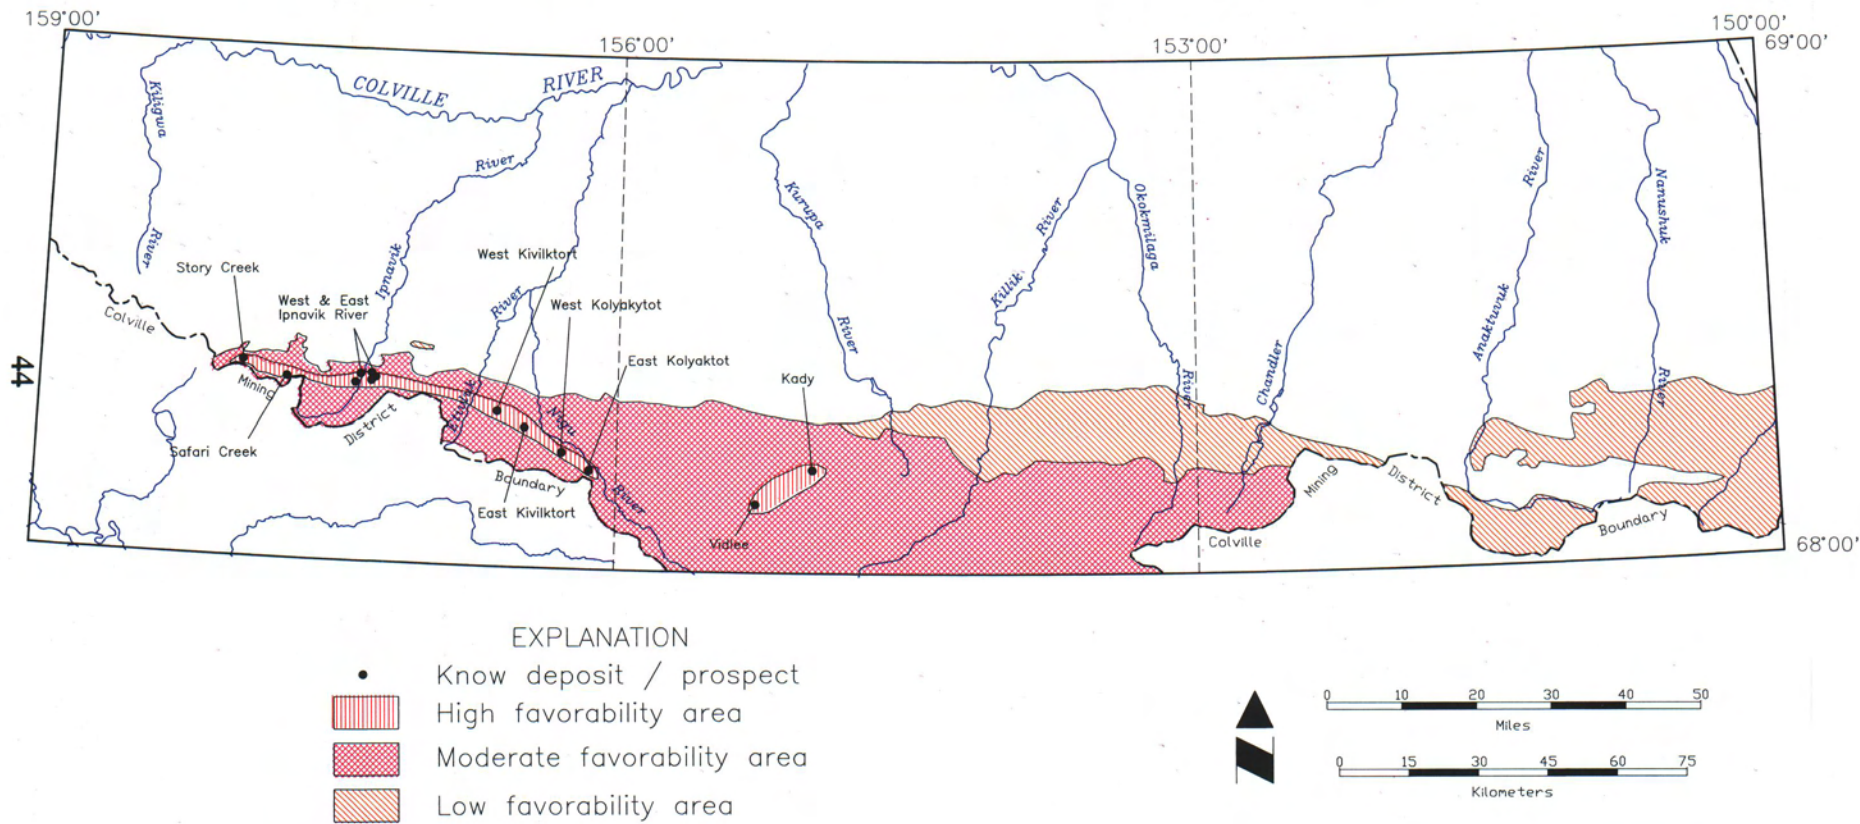 159°00'
156°00'
153°00'
150°00'
69°00'
COLVILLE RIVER
Kiligwa
River
River
Ipnavik
Kurupa
River
River
Killik
Okokmilaga
River
River
Anaktuvuk
Nanushuk
River
Chandler
Story Creek
West & East
Ipnavik River
West Kivilktort
River
West Kolyakytot
East Kolyaktot
Kady
Colville
Mining
District
Safari Creek
Etivluk
Nigu
River
Boundary
East Kivilktort
Vidlee
Colville
Mining
District
Boundary
68°00'
44
EXPLANATION
Know deposit / prospect
High favorability area
Moderate favorability area
Low favorability area
0 10 20 30 40 50
Miles
0 15 30 45 60 75
Kilometers
N